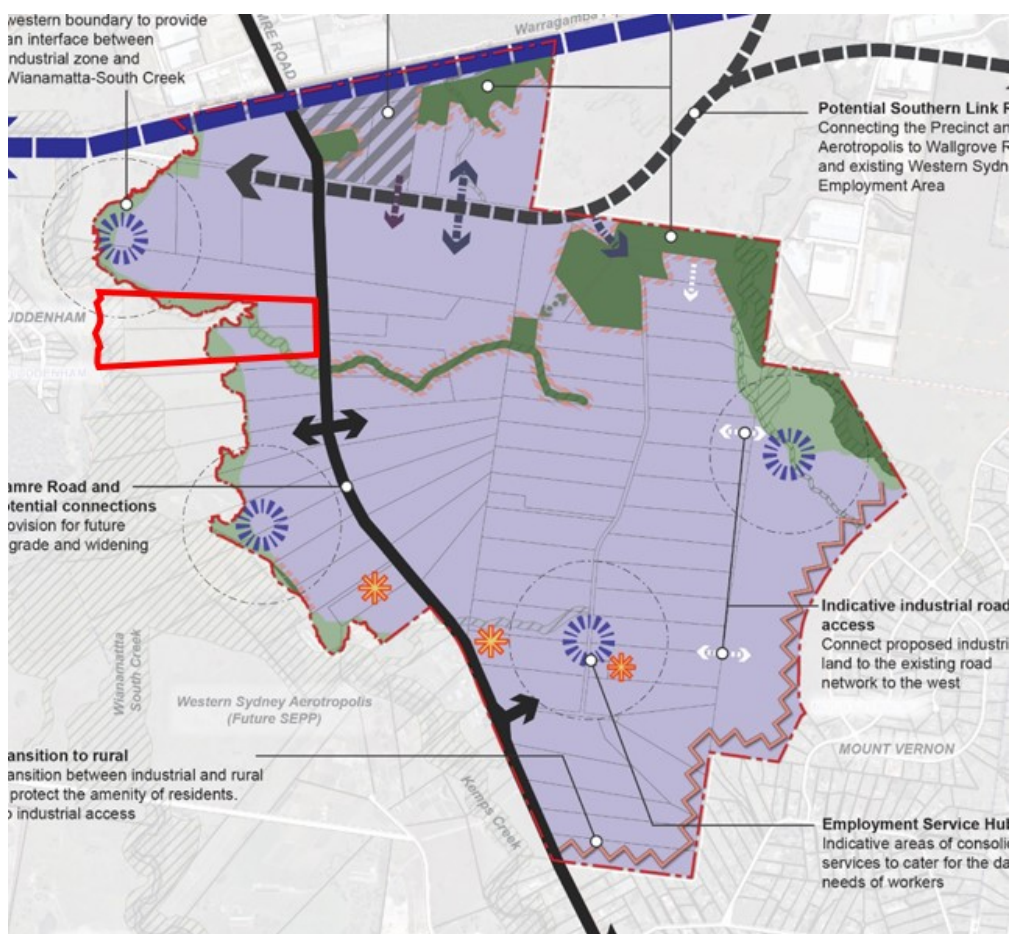 western boundary to provide
an interface between
industrial zone and
Wianamatta-South Creek
MRE ROAD
Warragamba
Potential Southern Link R
Connecting the Precinct an
Aerotropolis to Wallgrove R
and existing Western Sydn
Employment Area
UDDENHAM
amre Road and
potential connections
ovision for future
grade and widening
Indicative industrial road
access
Connect proposed industri
land to the existing road
network to the west
Wianamattta
South Creek
Western Sydney Aerotropolis
(Future SEPP)
ansition to rural
ansition between industrial and rural
protect the amenity of residents.
o industrial access
Kemps Creek
MOUNT VERNON
Employment Service Hub
Indicative areas of consolid
services to cater for the da
needs of workers